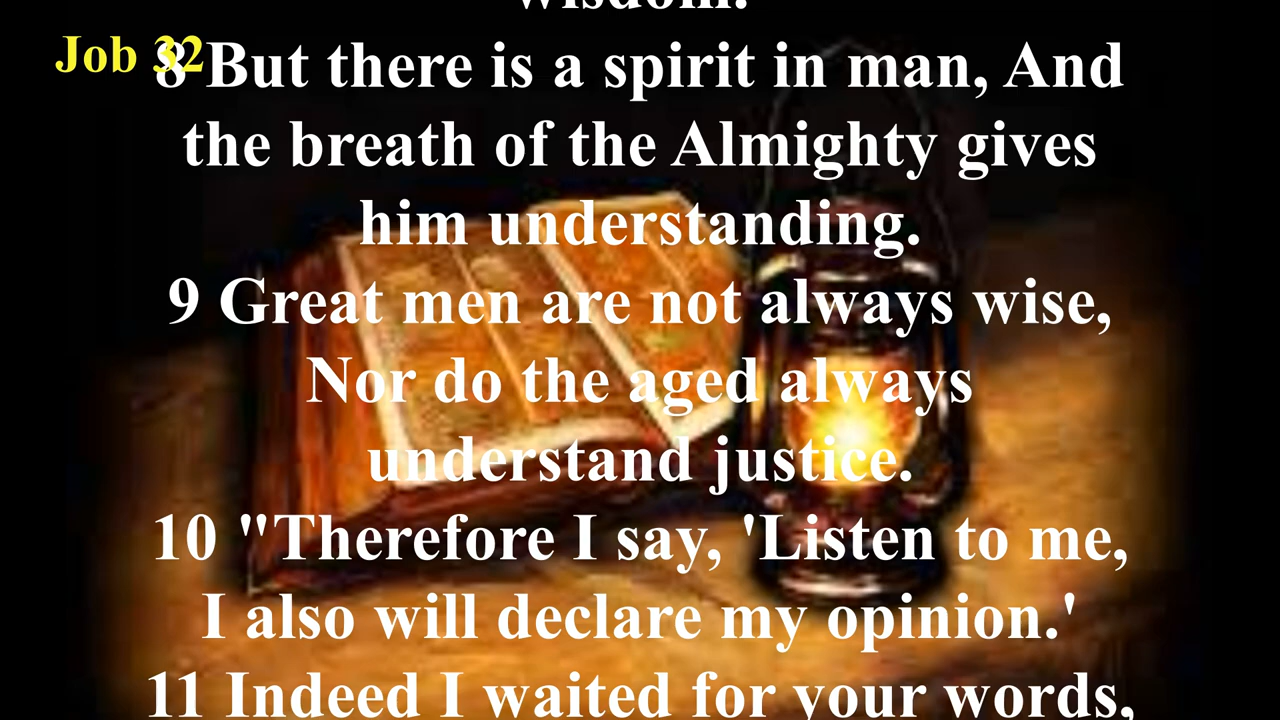 wisdom.'
Job 32
8 But there is a spirit in man, And
the breath of the Almighty gives
him understanding.
9 Great men are not always wise,
Nor do the aged always
understand justice.
10 "Therefore I say, 'Listen to me,
I also will declare my opinion.'
11 Indeed I waited for your words,